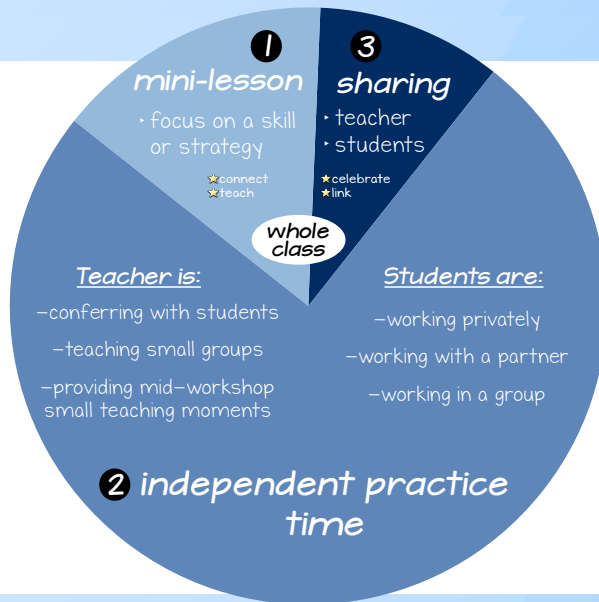 1
mini-lesson
‣ focus on a skill
or strategy
★connect
★teach
3
sharing
‣ teacher
‣ students
★celebrate
★link
whole
class
Teacher is:
-conferring with students
-teaching small groups
-providing mid-workshop
small teaching moments
Students are:
-working privately
-working with a partner
-working in a group
2 independent practice
time